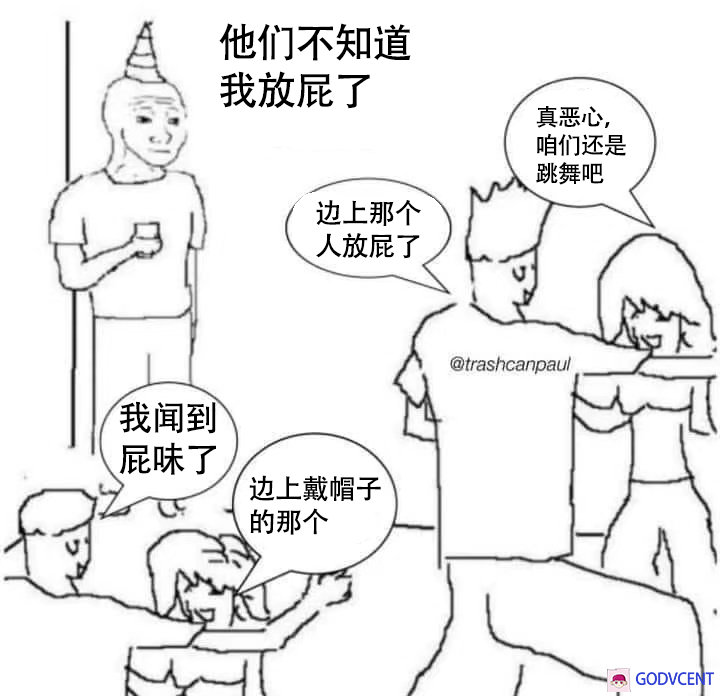 他们不知道
我放屁了
真恶心，
咱们还是
跳舞吧
边上那个
人放屁了
@trashcanpaul
我闻到
屁味了
边上戴帽子
的那个
GODVCENT